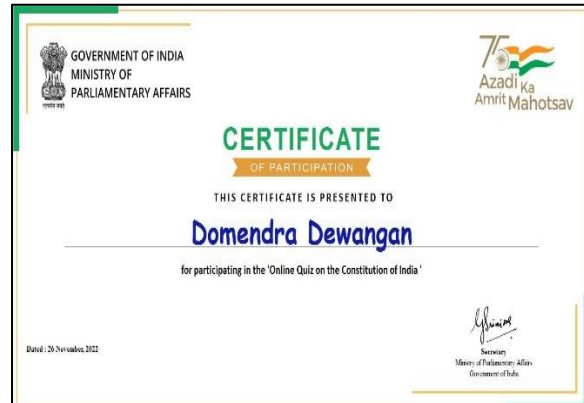 GOVERNMENT OF INDIA
MINISTRY OF
PARLIAMENTARY AFFAIRS
75
Azadi Ka
Amrit Mahotsav
CERTIFICATE
OF PARTICIPATION
THIS CERTIFICATE IS PRESENTED TO
Domendra Dewangan
for participating in the 'Online Quiz on the Constitution of India '
Dated : 26 November, 2022
Secretary
Ministry of Parliamentary Affairs
Government of India